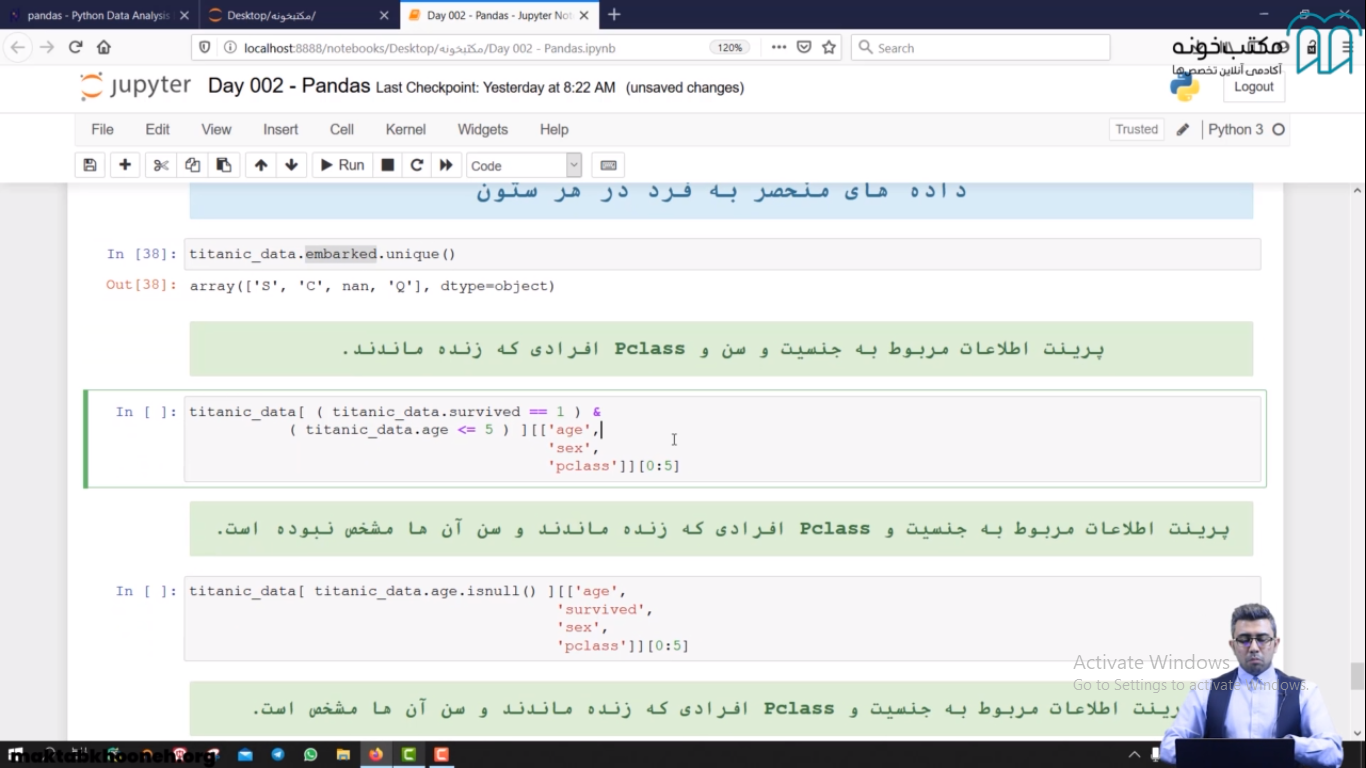 pandas - Python Data Analysis
Desktop/مکتبخونه/
Day 002 - Pandas - Jupyter Not
localhost:8888/notebooks/Desktop/مکتبخونه/Day 002 - Pandas.ipynb
120%
Search
مکتب‌خونه
آکادمی آنلاین تخصص‌ها
jupyter Day 002 - Pandas Last Checkpoint: Yesterday at 8:22 AM (unsaved changes)
Logout
File Edit View Insert Cell Kernel Widgets Help
Trusted Python 3
Run Code
داده های منحصر به فرد در هر ستون
In [38]: titanic_data.embarked.unique()
Out[38]: array(['S', 'C', nan, 'Q'], dtype=object)
پرینت اطلاعات مربوط به جنسیت و سن و Pclass افرادی که زنده ماندند.
In [ ]: titanic_data[ ( titanic_data.survived == 1 ) &
( titanic_data.age <= 5 ) ][['age',
'sex',
'pclass']][0:5]
پرینت اطلاعات مربوط به جنسیت و Pclass افرادی که زنده ماندند و سن آن ها مشخص نبوده است.
In [ ]: titanic_data[ titanic_data.age.isnull() ][['age',
'survived',
'sex',
'pclass']][0:5]
Activate Windows
Go to Settings to activate Windows.
پرینت اطلاعات مربوط به جنسیت و Pclass افرادی که زنده ماندند و سن آن ها مشخص است.
maktabkhooneh.org